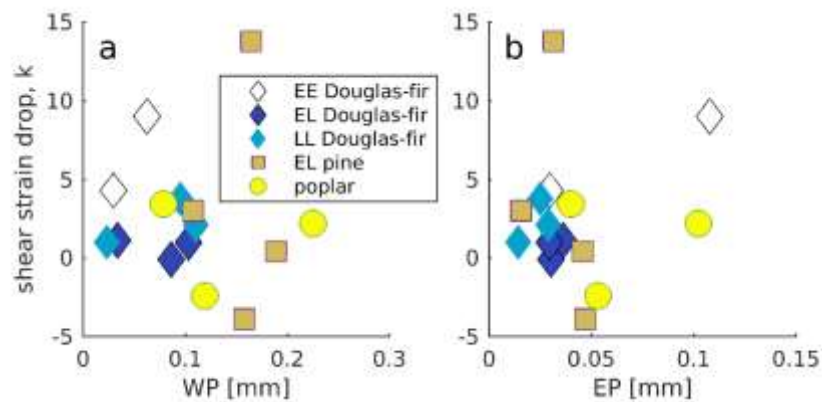 a
b
15
10
5
0
-5
shear strain drop, k
EE Douglas-fir
EL Douglas-fir
LL Douglas-fir
EL pine
poplar
0 0.1 0.2 0.3
WP [mm]
15
10
5
0
-5
0 0.05 0.1 0.15
EP [mm]